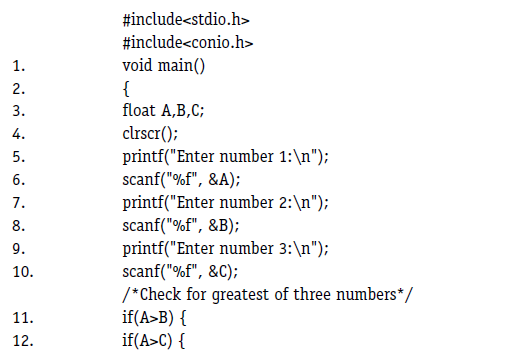 #include<stdio.h>
#include<conio.h>
1. void main()
2. {
3. float A,B,C;
4. clrscr();
5. printf("Enter number 1:\n");
6. scanf("%f", &A);
7. printf("Enter number 2:\n");
8. scanf("%f", &B);
9. printf("Enter number 3:\n");
10. scanf("%f", &C);
/*Check for greatest of three numbers*/
11. if(A>B) {
12. if(A>C) {